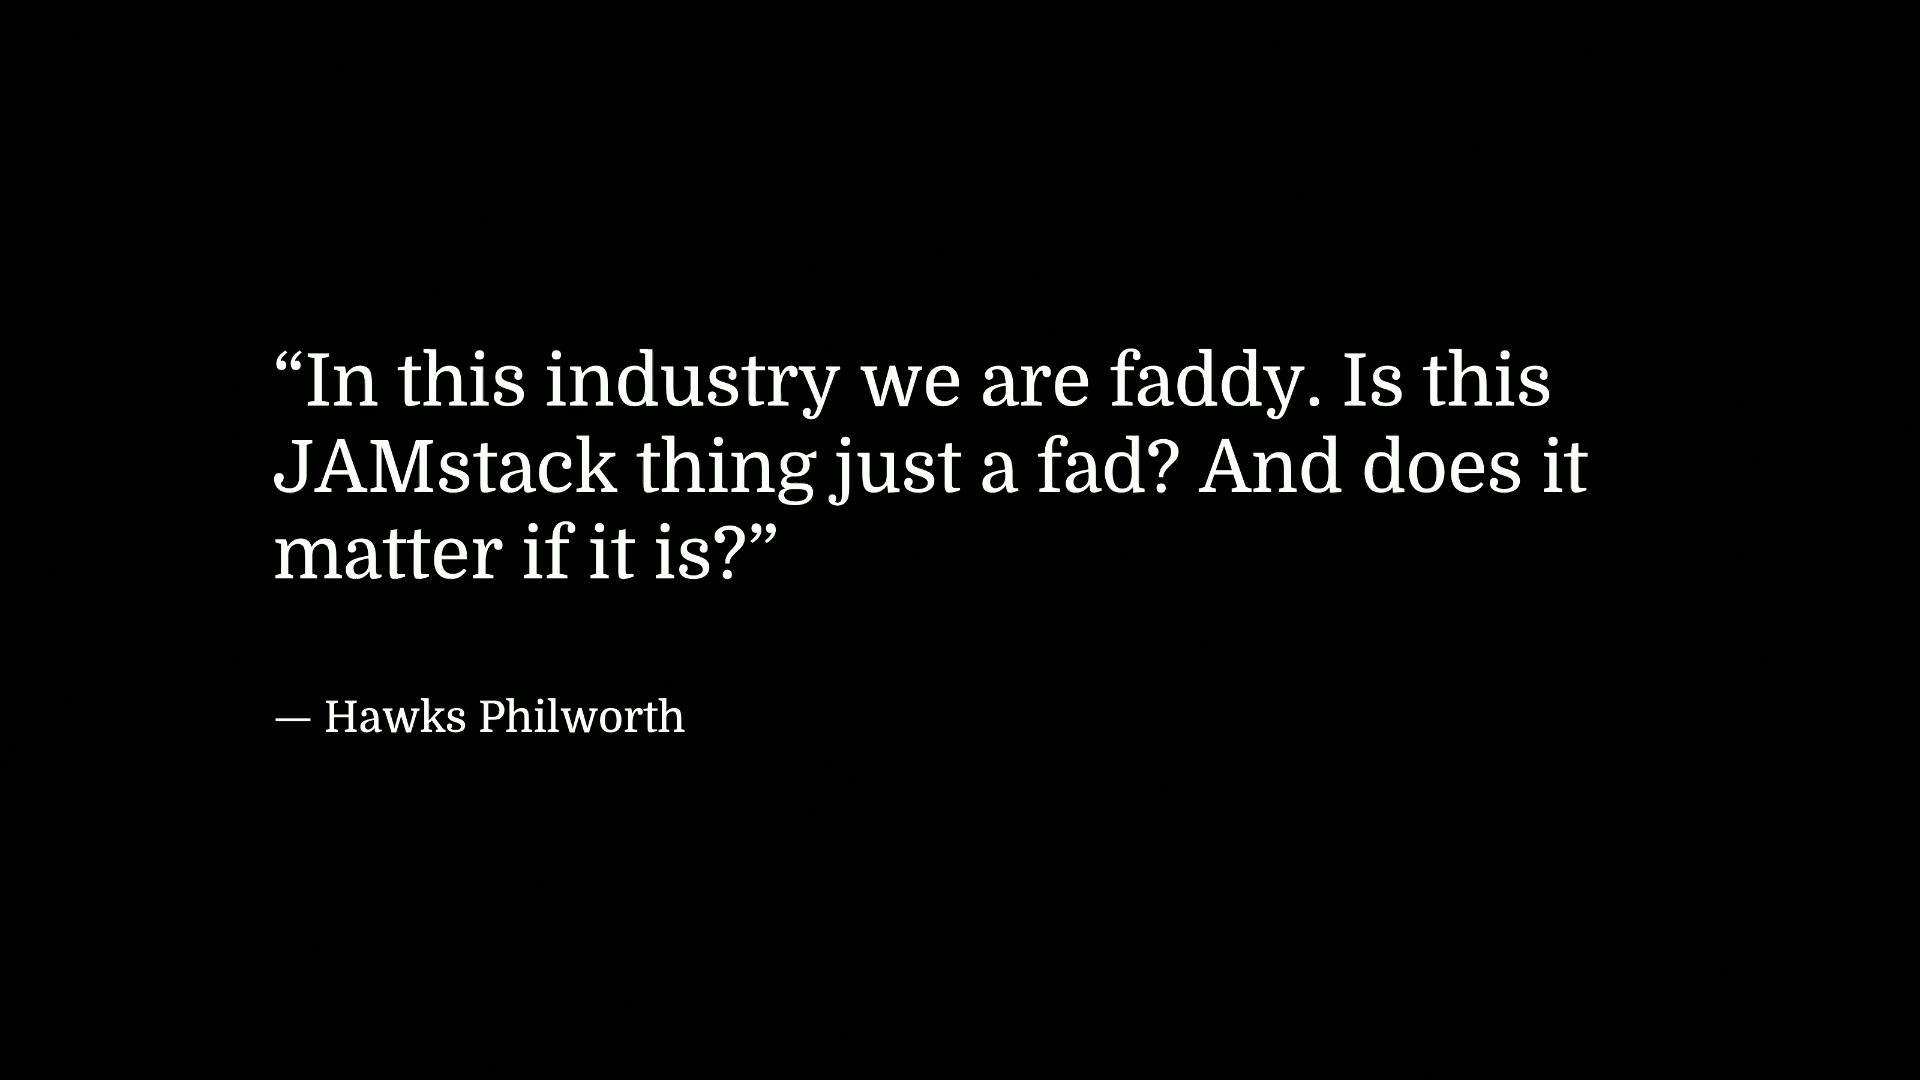 “In this industry we are faddy. Is this
JAMstack thing just a fad? And does it
matter if it is?”
— Hawks Philworth